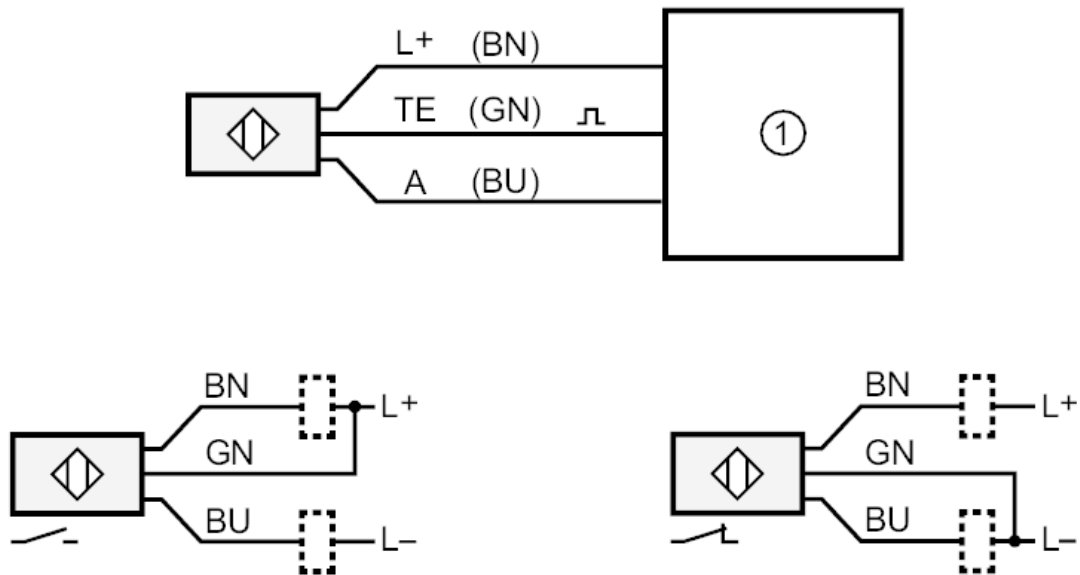 L+ (BN)
TE (GN)
A (BU)
1
BN
L+
GN
BU
L–
BN
L+
GN
BU
L–